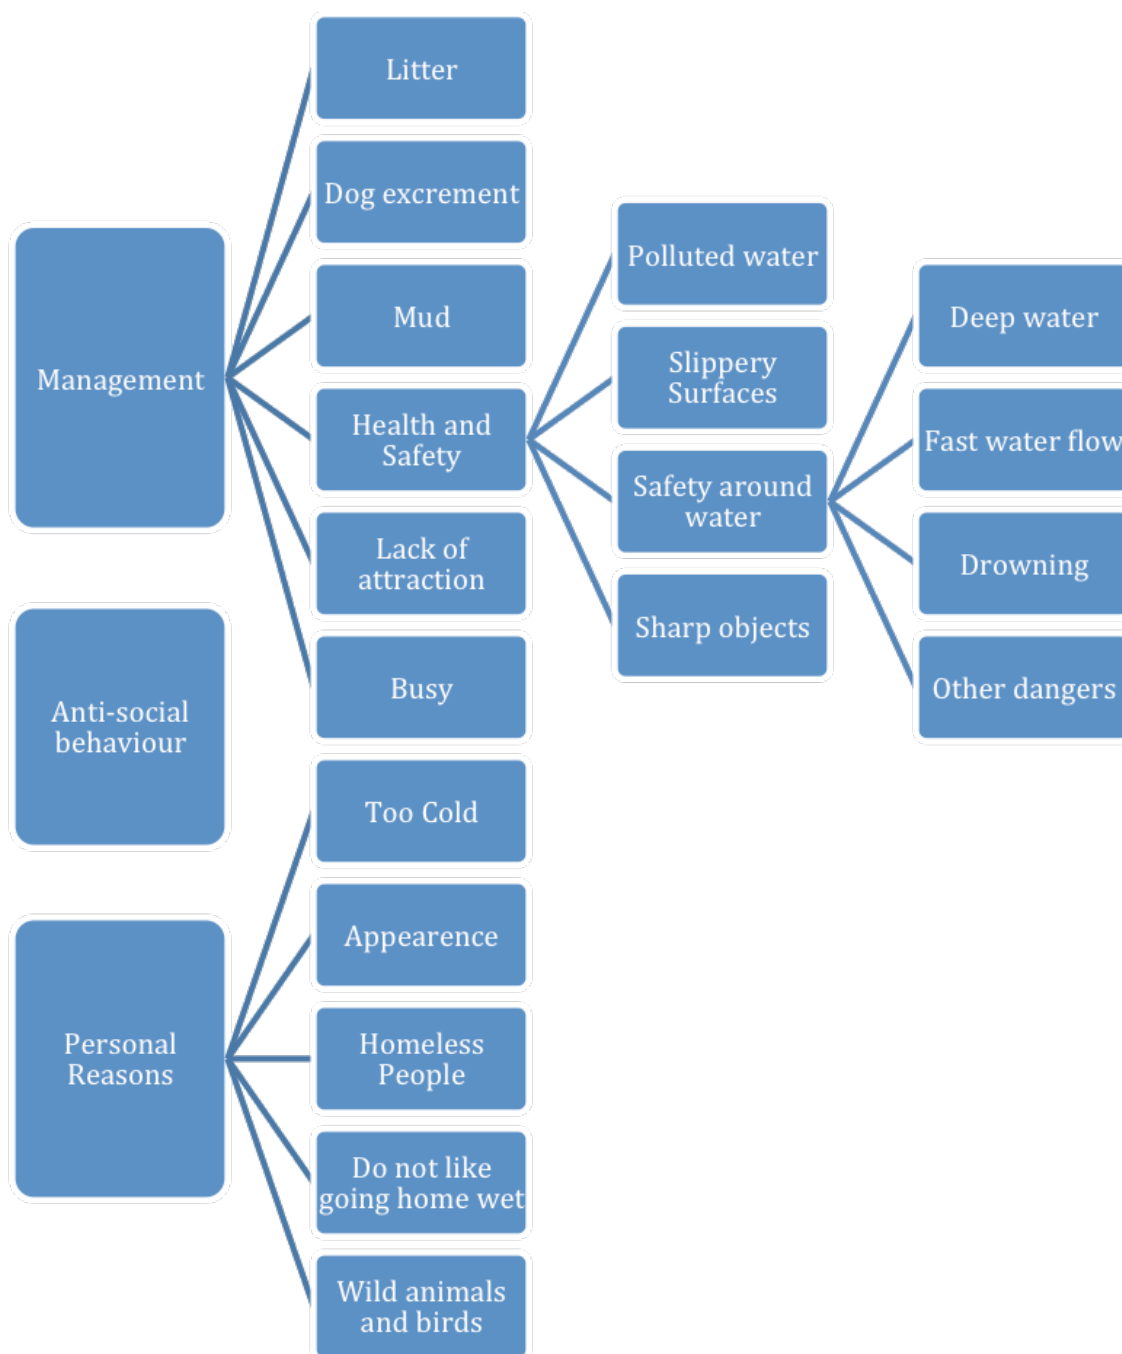 Management
Litter
Dog excrement
Mud
Health and
Safety
Polluted water
Slippery
Surfaces
Safety around
water
Deep water
Fast water flow
Drowning
Other dangers
Sharp objects
Lack of
attraction
Busy
Anti-social
behaviour
Personal
Reasons
Too Cold
Appearence
Homeless
People
Do not like
going home wet
Wild animals
and birds